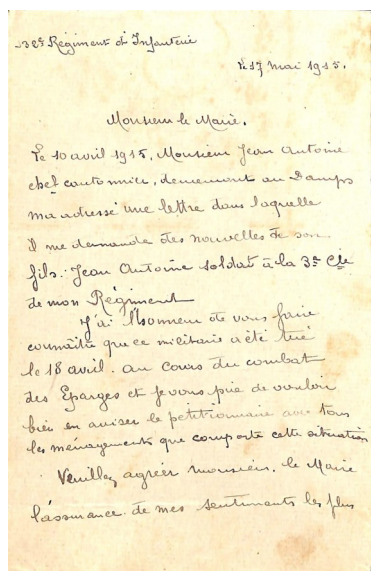 32e Régiment d'Infanterie
le 17 mai 1915.
Monsieur le Maire.
Le 10 avril 1915, Monsieur Jean Antoine
chef cantonnier, demeurant au Damps
m'a adressé une lettre dans laquelle
il me demande des nouvelles de son
fils. Jean Antoine soldat à la 3e Cie
de mon Régiment
J'ai l'honneur de vous faire
connaître que ce militaire a été tué
le 18 avril. au cours du combat
des Eparges et je vous prie de vouloir
bien en aviser le petitionnaire avec tous
les ménagements que comporte cette situation
Veuillez agréer monsieur. le Maire
l'assurance de mes sentiments les plus